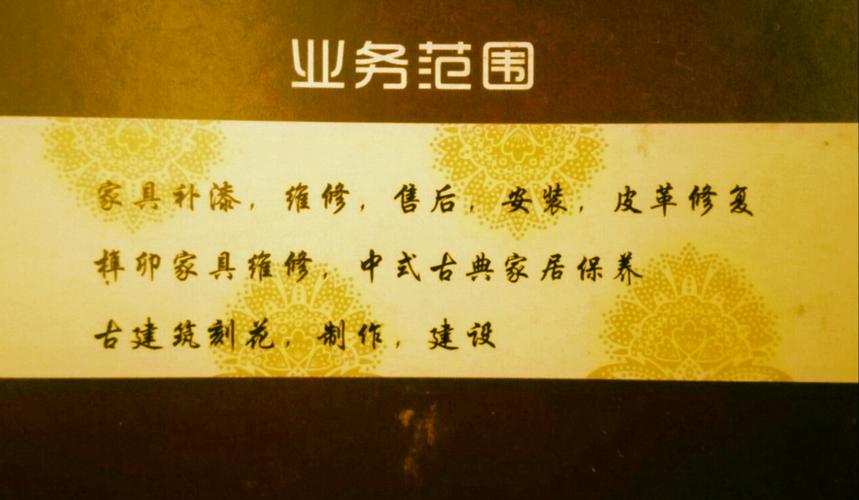 业务范围
家具补漆，维修，售后，安装，皮革修复
榫卯家具维修，中式古典家居保养
古建筑刻花，制作，建设